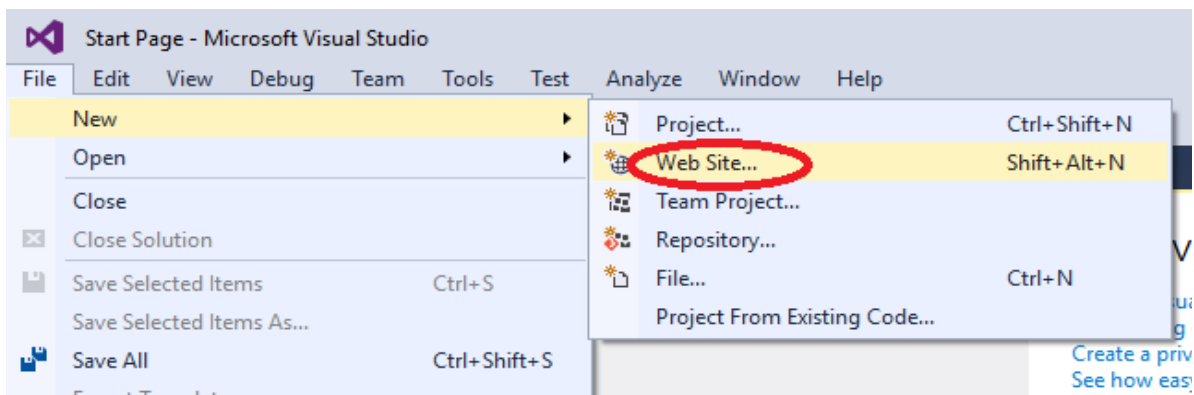 Start Page - Microsoft Visual Studio
File Edit View Debug Team Tools Test Analyze Window Help
New
Project... Ctrl+Shift+N
Open
Web Site... Shift+Alt+N
Close
Team Project...
Close Solution
Repository...
Save Selected Items Ctrl+S
File... Ctrl+N
Save Selected Items As...
Project From Existing Code...
Save All Ctrl+Shift+S
Create a priv
See how easy